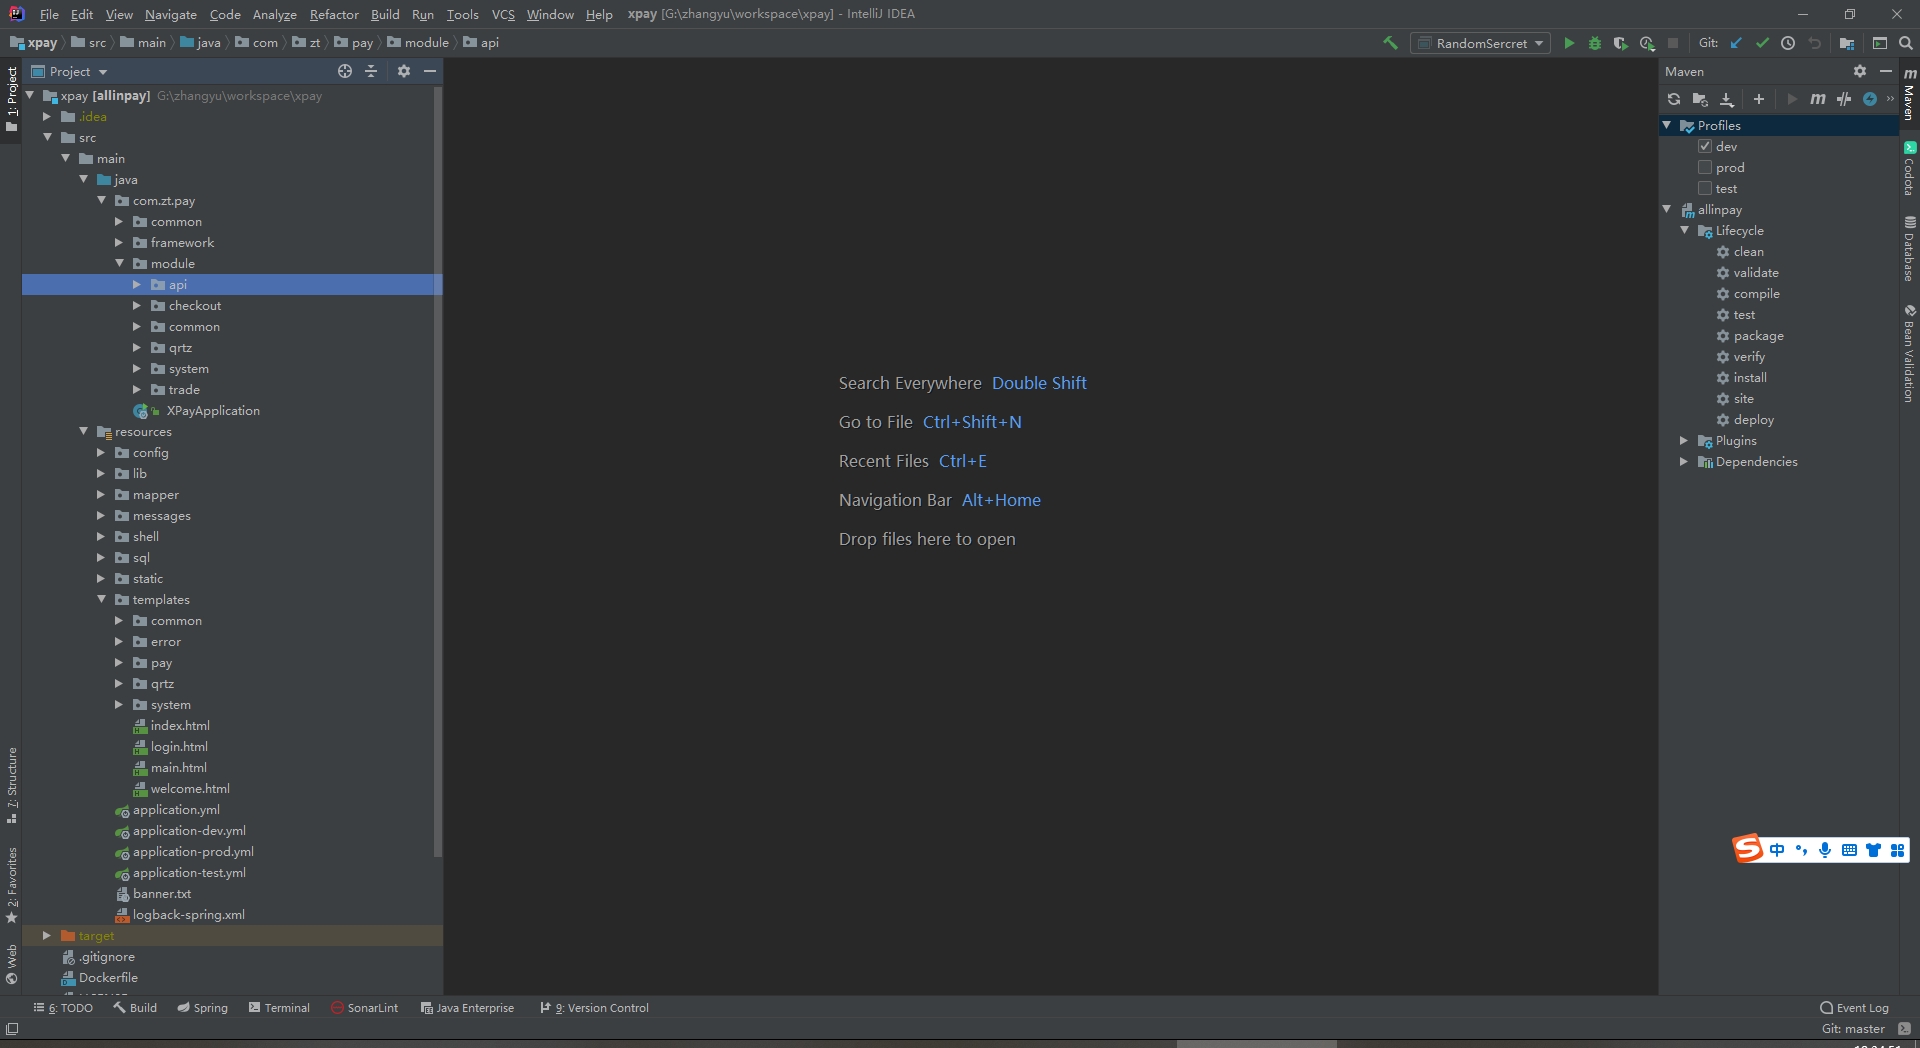 File Edit View Navigate Code Analyze Refactor Build Run Tools VCS Window Help xpay [G:\zhangyu\workspace\xpay] - IntelliJ IDEA
xpay src main java com zt pay module api RandomSercret Git:
1: Project
7: Structure
2: Favorites
Web
Project
xpay [allinpay] G:\zhangyu\workspace\xpay
.idea
src
main
java
com.zt.pay
common
framework
module
api
checkout
common
qrtz
system
trade
XPayApplication
resources
config
lib
mapper
messages
shell
sql
static
templates
common
error
pay
qrtz
system
index.html
login.html
main.html
welcome.html
application.yml
application-dev.yml
application-prod.yml
application-test.yml
banner.txt
logback-spring.xml
target
.gitignore
Dockerfile
Search Everywhere Double Shift
Go to File Ctrl+Shift+N
Recent Files Ctrl+E
Navigation Bar Alt+Home
Drop files here to open
Maven
Profiles
dev
prod
test
allinpay
Lifecycle
clean
validate
compile
test
package
verify
install
site
deploy
Plugins
Dependencies
Maven
Codota
Database
Bean Validation
中
6: TODO Build Spring Terminal SonarLint Java Enterprise 9: Version Control Event Log
Git: master